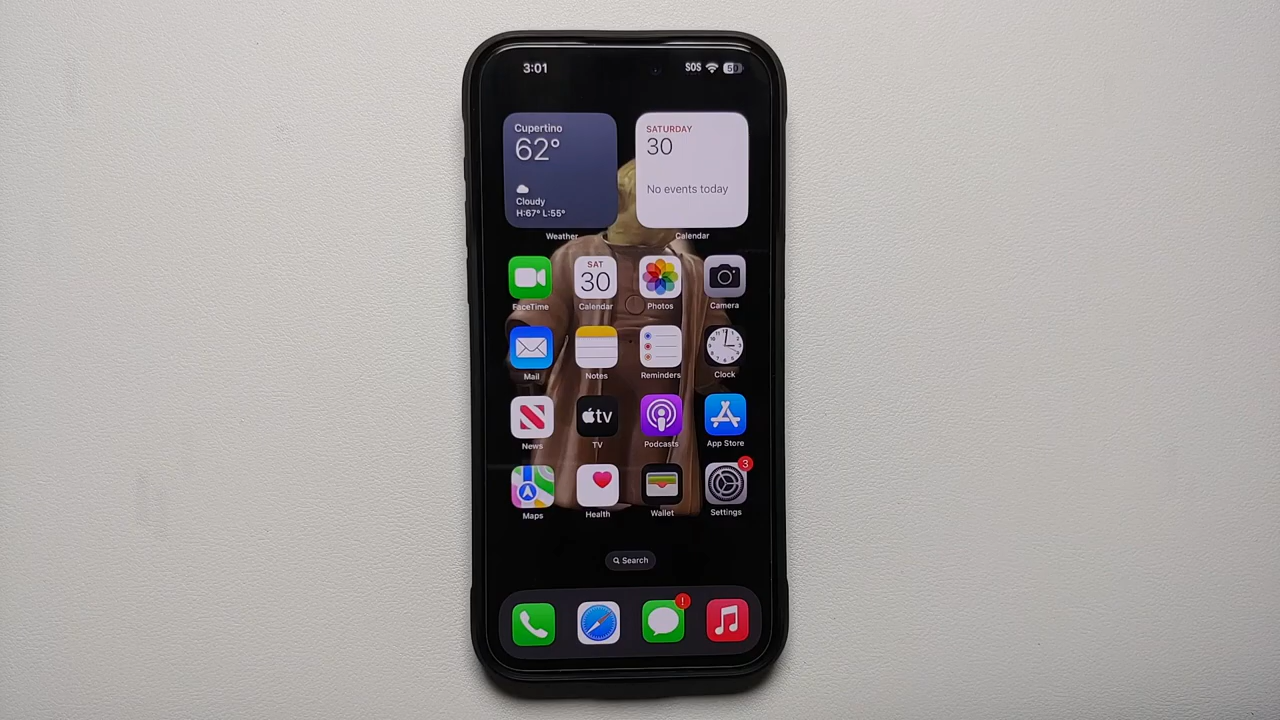 3:01
SOS
60
Cupertino
62°
Cloudy
H:67° L:55°
Weather
SATURDAY
30
No events today
Calendar
FaceTime
SAT
30
Calendar
Photos
Camera
Mail
Notes
Reminders
Clock
News
tv
TV
Podcasts
App Store
Maps
Health
Wallet
3
Settings
Search
!